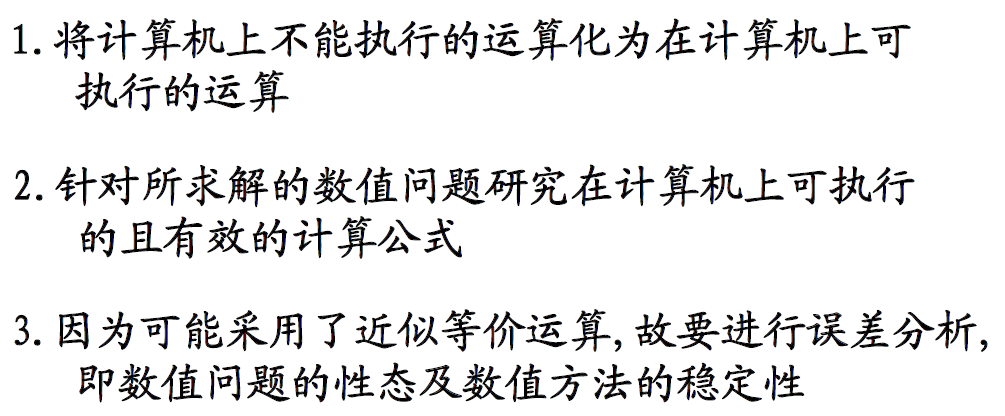 1. 将计算机上不能执行的运算化为在计算机上可
执行的运算
2. 针对所求解的数值问题研究在计算机上可执行
的且有效的计算公式
3. 因为可能采用了近似等价运算, 故要进行误差分析,
即数值问题的性态及数值方法的稳定性